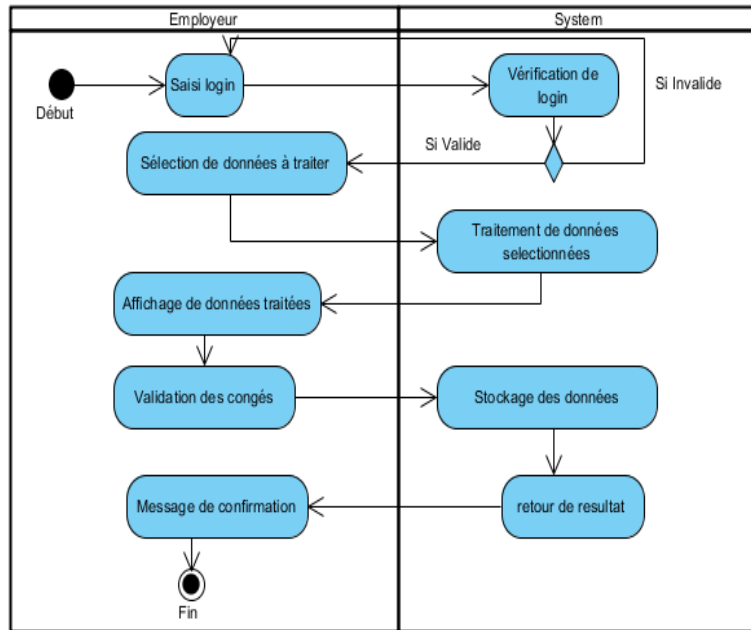 Employeur
System
Saisi login
Vérification de
login
Si Invalide
Début
Si Valide
Sélection de données à traiter
Traitement de données
selectionnées
Affichage de données traitées
Validation des congés
Stockage des données
Message de confirmation
retour de resultat
Fin